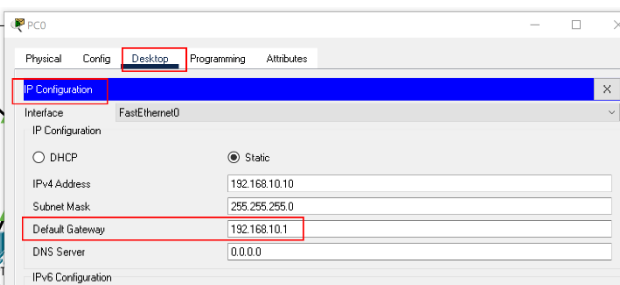 PC0
Physical Config Desktop Programming Attributes
IP Configuration X
Interface FastEthernet0
IP Configuration
DHCP Static
IPv4 Address 192.168.10.10
Subnet Mask 255.255.255.0
Default Gateway 192.168.10.1
DNS Server 0.0.0.0
IPv6 Configuration